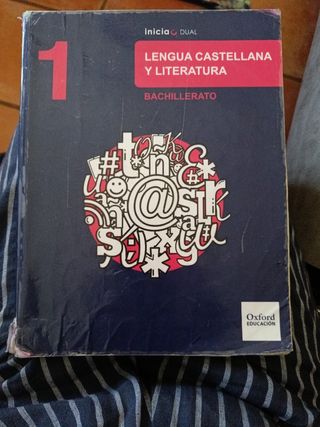 inicia DUAL
1
LENGUA CASTELLANA
Y LITERATURA
BACHILLERATO
@
Oxford
EDUCACIÓN